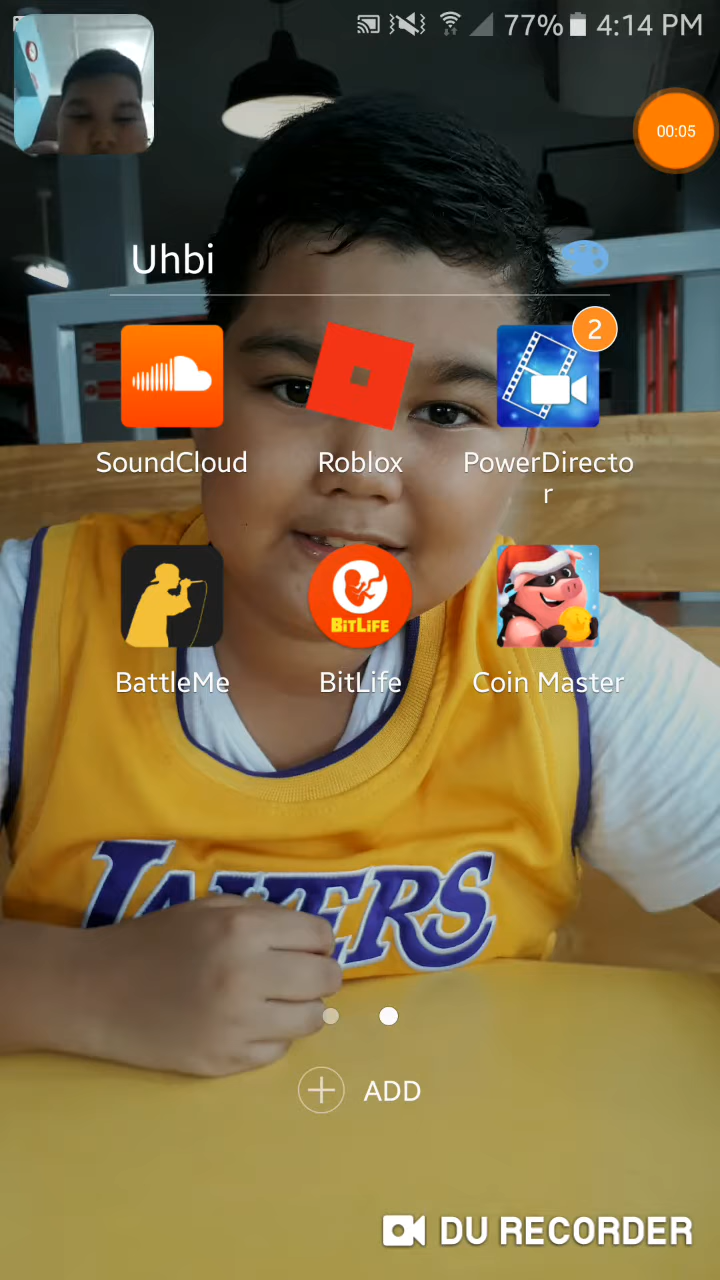 77% 4:14 PM
00:05
Uhbi
2
SoundCloud
Roblox
PowerDirecto
r
BITLIFE
BattleMe
BitLife
Coin Master
LAKERS
ADD
DU RECORDER